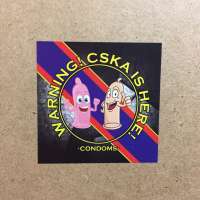 WARNING! CSKA IS HERE!
·CONDOMS·